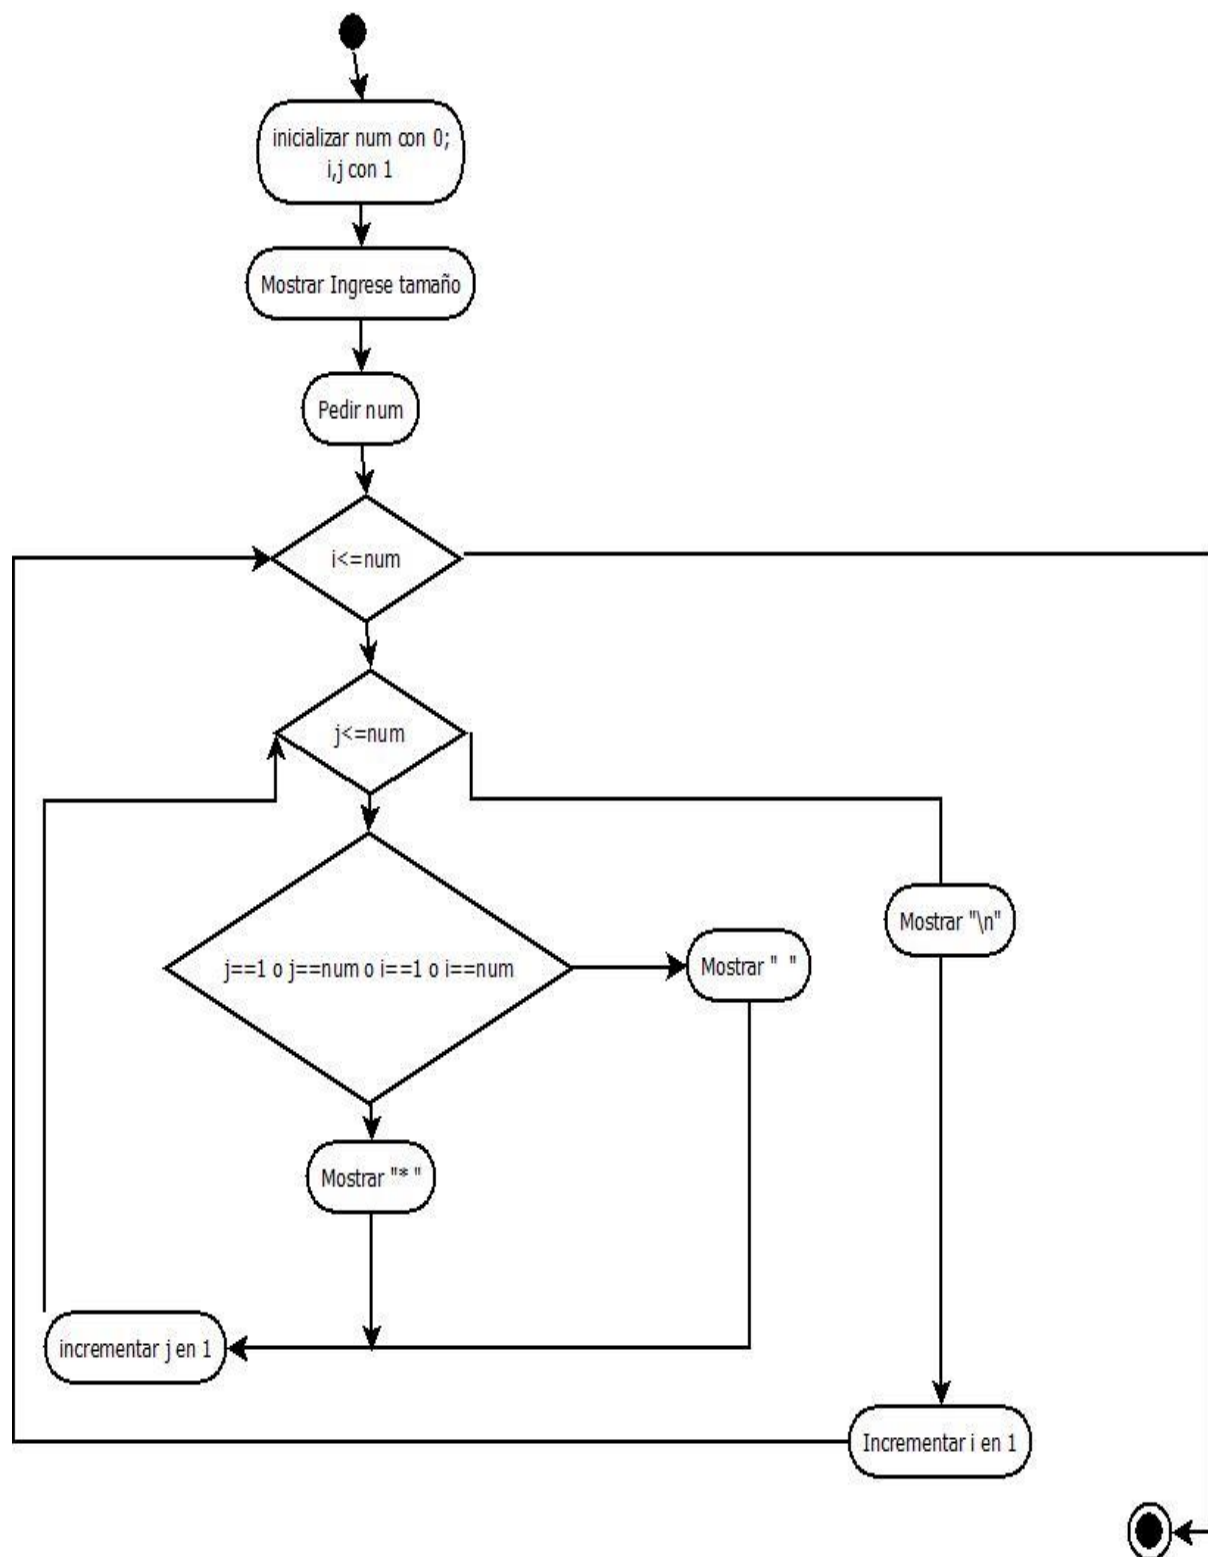 inicializar num con 0;
i,j con 1
Mostrar Ingrese tamaño
Pedir num
i<=num
j<=num
j==1 o j==num o i==1 o i==num
Mostrar "  "
Mostrar "\n"
Mostrar "* "
incrementar j en 1
Incrementar i en 1